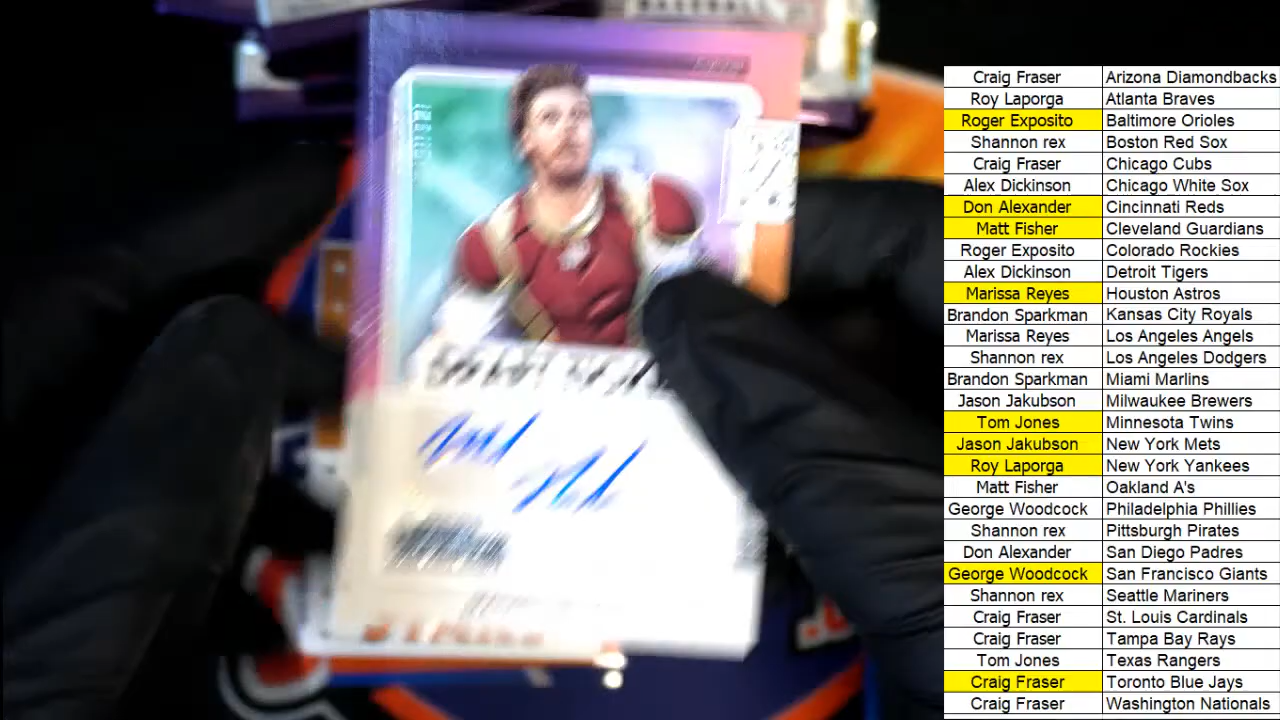 BASEBALL
Craig Fraser Arizona Diamondbacks
Roy Laporga Atlanta Braves
Roger Exposito Baltimore Orioles
Shannon rex Boston Red Sox
Craig Fraser Chicago Cubs
Alex Dickinson Chicago White Sox
Don Alexander Cincinnati Reds
Matt Fisher Cleveland Guardians
Roger Exposito Colorado Rockies
Alex Dickinson Detroit Tigers
Marissa Reyes Houston Astros
Brandon Sparkman Kansas City Royals
Marissa Reyes Los Angeles Angels
Shannon rex Los Angeles Dodgers
Brandon Sparkman Miami Marlins
Jason Jakubson Milwaukee Brewers
Tom Jones Minnesota Twins
Jason Jakubson New York Mets
Roy Laporga New York Yankees
Matt Fisher Oakland A's
George Woodcock Philadelphia Phillies
Shannon rex Pittsburgh Pirates
Don Alexander San Diego Padres
George Woodcock San Francisco Giants
Shannon rex Seattle Mariners
Craig Fraser St. Louis Cardinals
Craig Fraser Tampa Bay Rays
Tom Jones Texas Rangers
Craig Fraser Toronto Blue Jays
Craig Fraser Washington Nationals